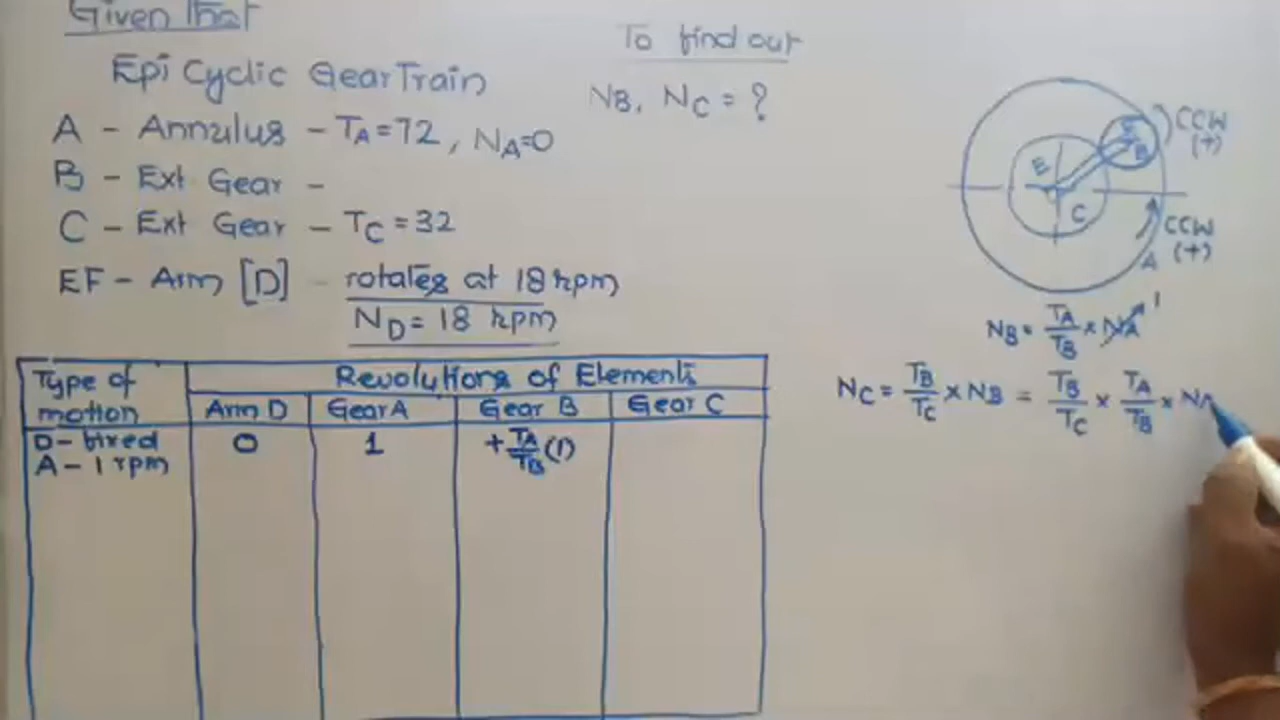 Given That
Epi Cyclic Gear Train
A - Annulus - TA = 72, NA=0
B - Ext Gear -
C - Ext Gear - TC = 32
EF - Arm [D] - rotates at 18 rpm
ND = 18 rpm
To find out
NB, NC = ?
CCW
(+)
E
B
C
CCW
(+)
A
NB = TA/TB × NA 1
NC = TB/TC × NB = TB/TC × TA/TB × NA
Type of motion
Revolutions of Elements
Arm D Gear A Gear B Gear C
D - fixed
A - 1 rpm
0 1 + TA/TB (1)